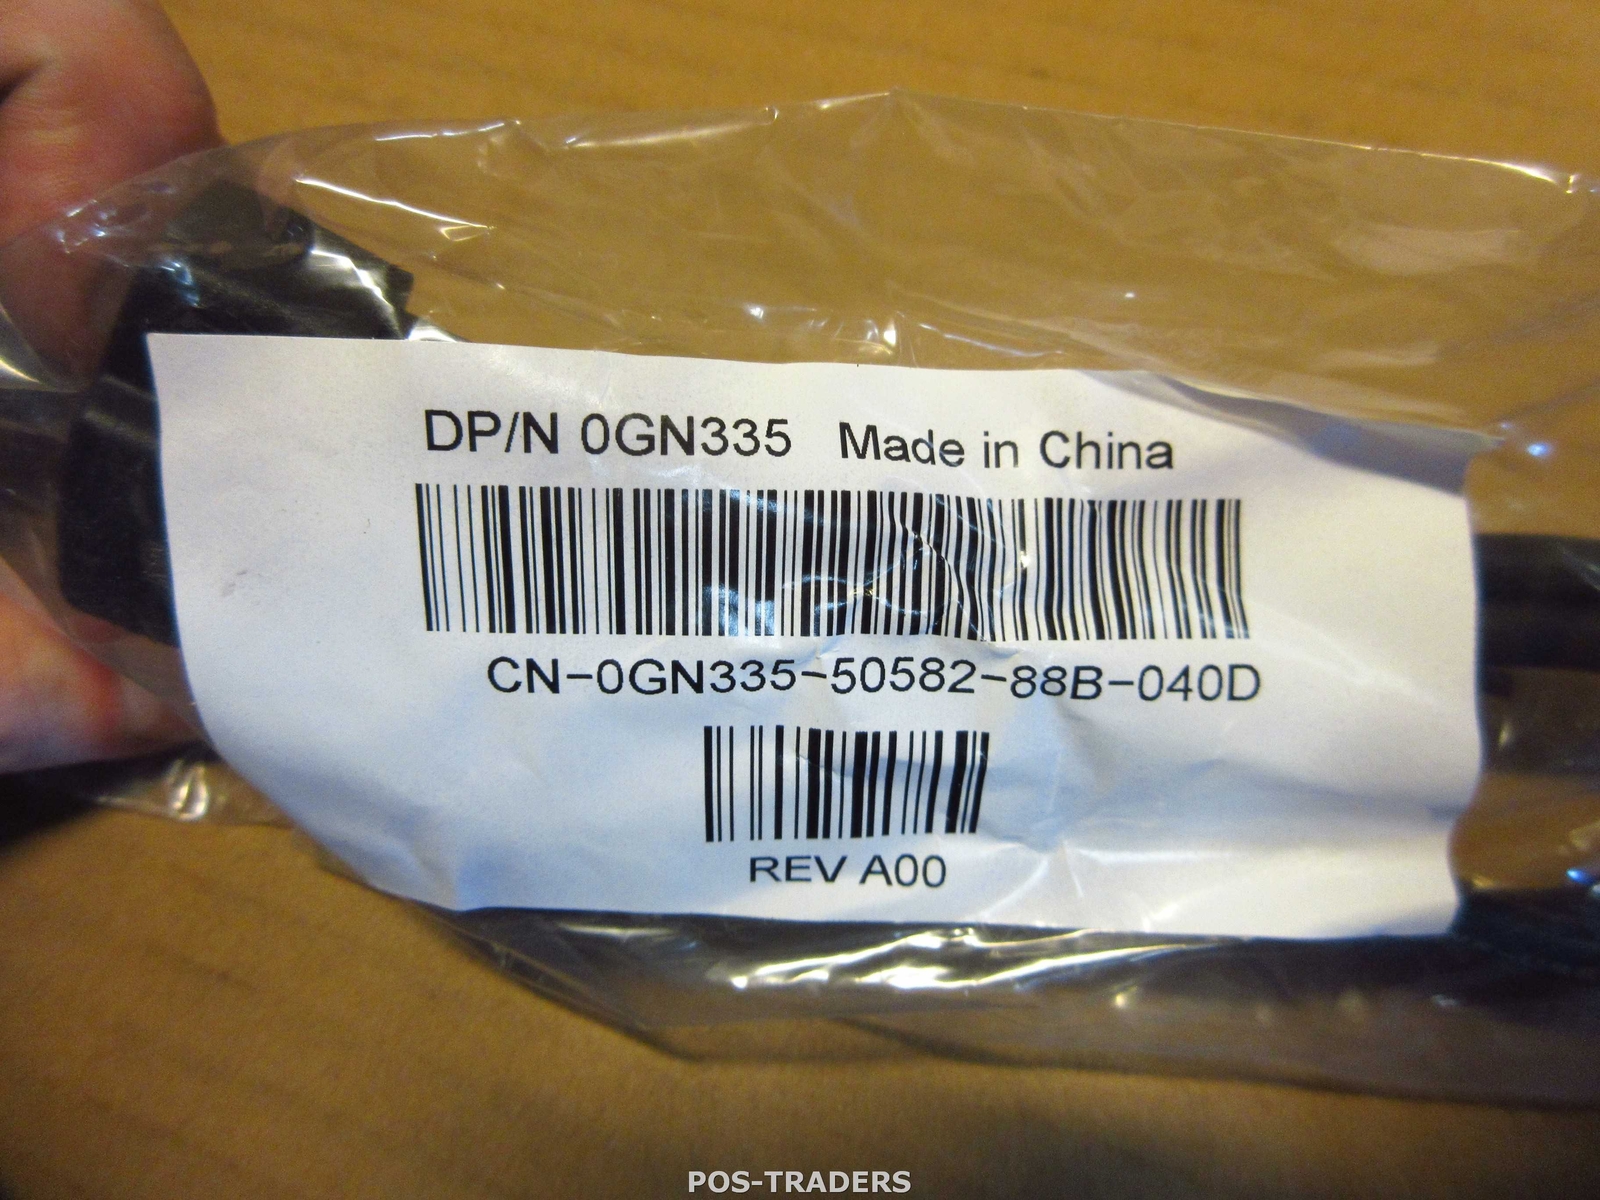 DP/N 0GN335 Made in China
CN-0GN335-50582-88B-040D
REV A00
POS-TRADERS